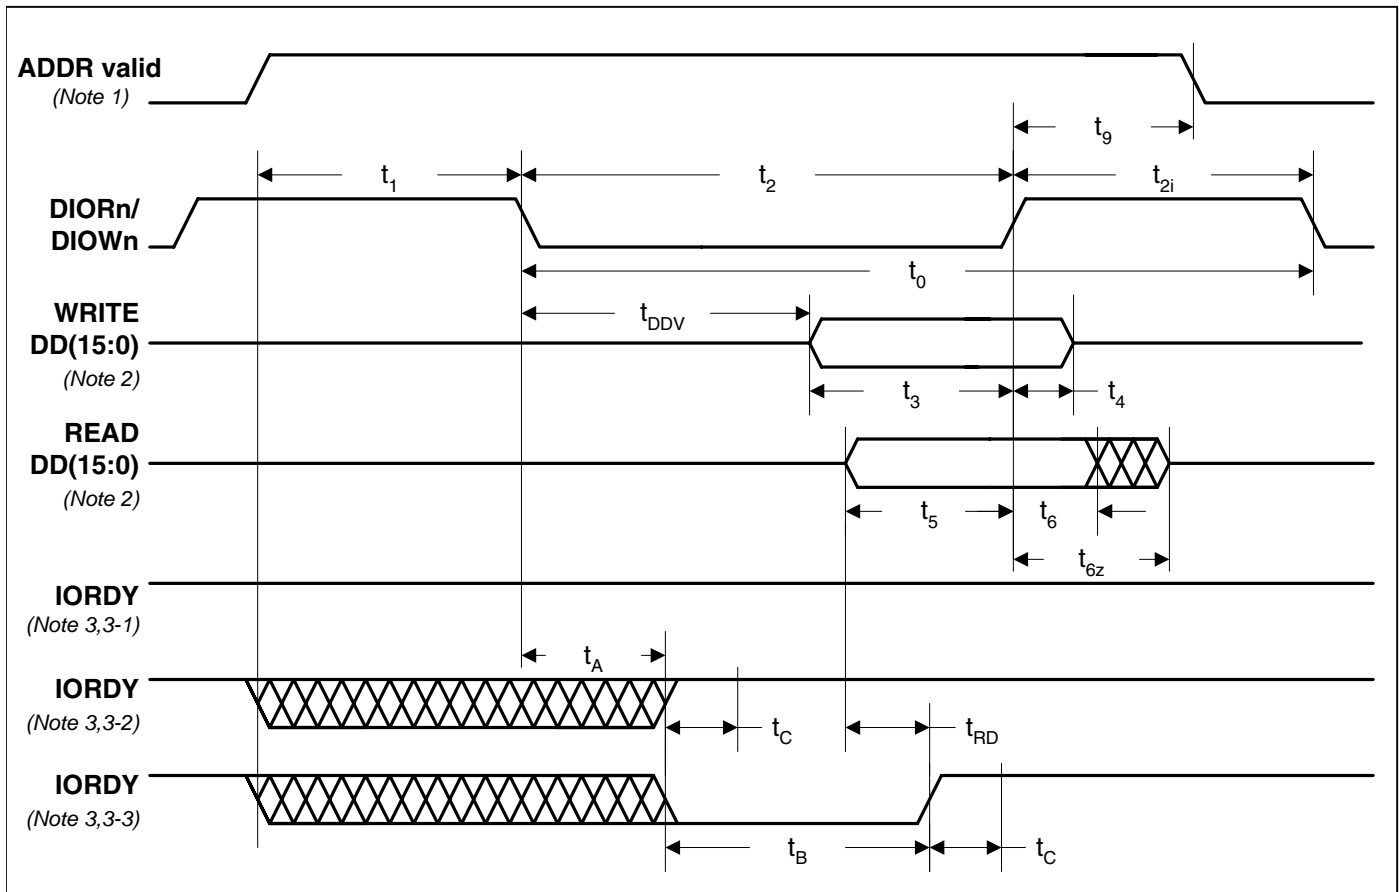 ADDR valid
(Note 1)
t9
t1
t2
t2i
DIORn/
DIOWn
t0
WRITE
DD(15:0)
(Note 2)
tDDV
t3
t4
READ
DD(15:0)
(Note 2)
t5
t6
t6z
IORDY
(Note 3,3-1)
tA
IORDY
(Note 3,3-2)
tC
tRD
IORDY
(Note 3,3-3)
tB
tC